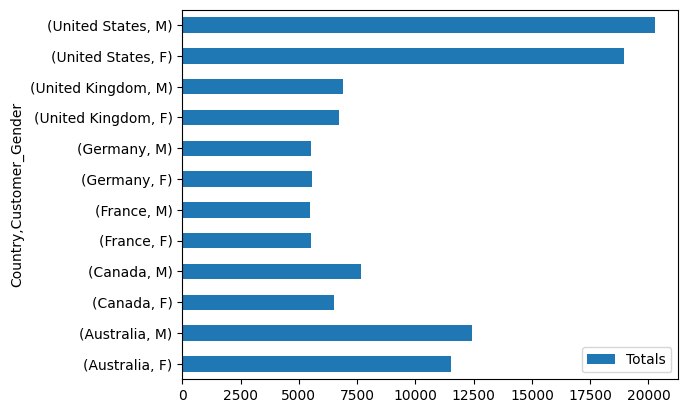 (United States, M)
(United States, F)
(United Kingdom, M)
(United Kingdom, F)
(Germany, M)
(Germany, F)
(France, M)
(France, F)
(Canada, M)
(Canada, F)
(Australia, M)
(Australia, F)
Country,Customer_Gender
Totals
0 2500 5000 7500 10000 12500 15000 17500 20000